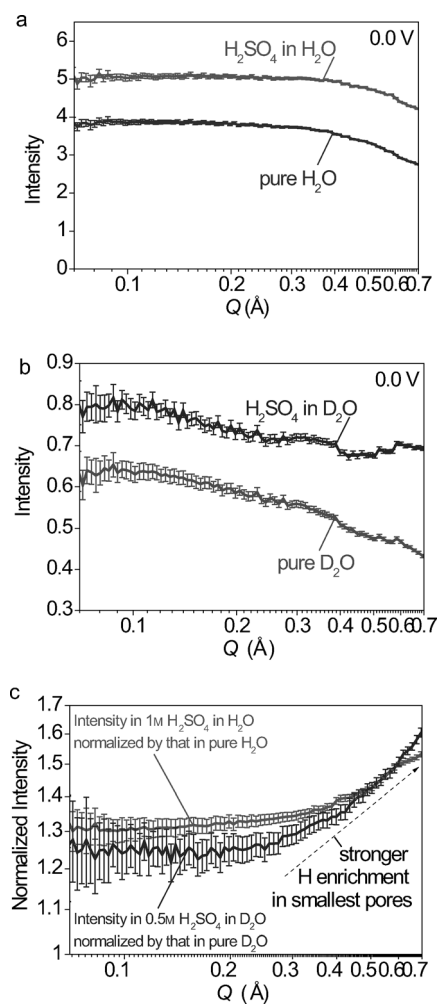 a
6
5
4
3
2
1
0
Intensity
H₂SO₄ in H₂O
0.0 V
pure H₂O
0.1 0.2 0.3 0.4 0.5 0.6 0.7
Q (Å)
b
0.9
0.8
0.7
0.6
0.5
0.4
0.3
Intensity
0.0 V
H₂SO₄ in D₂O
pure D₂O
0.1 0.2 0.3 0.4 0.5 0.6 0.7
Q (Å)
c
1.7
1.6
1.5
1.4
1.3
1.2
1.1
1
Normalized Intensity
Intensity in 1M H₂SO₄ in H₂O
normalized by that in pure H₂O
stronger
H enrichment
in smallest pores
Intensity in 0.5M H₂SO₄ in D₂O
normalized by that in pure D₂O
0.1 0.2 0.3 0.4 0.5 0.6 0.7
Q (Å)